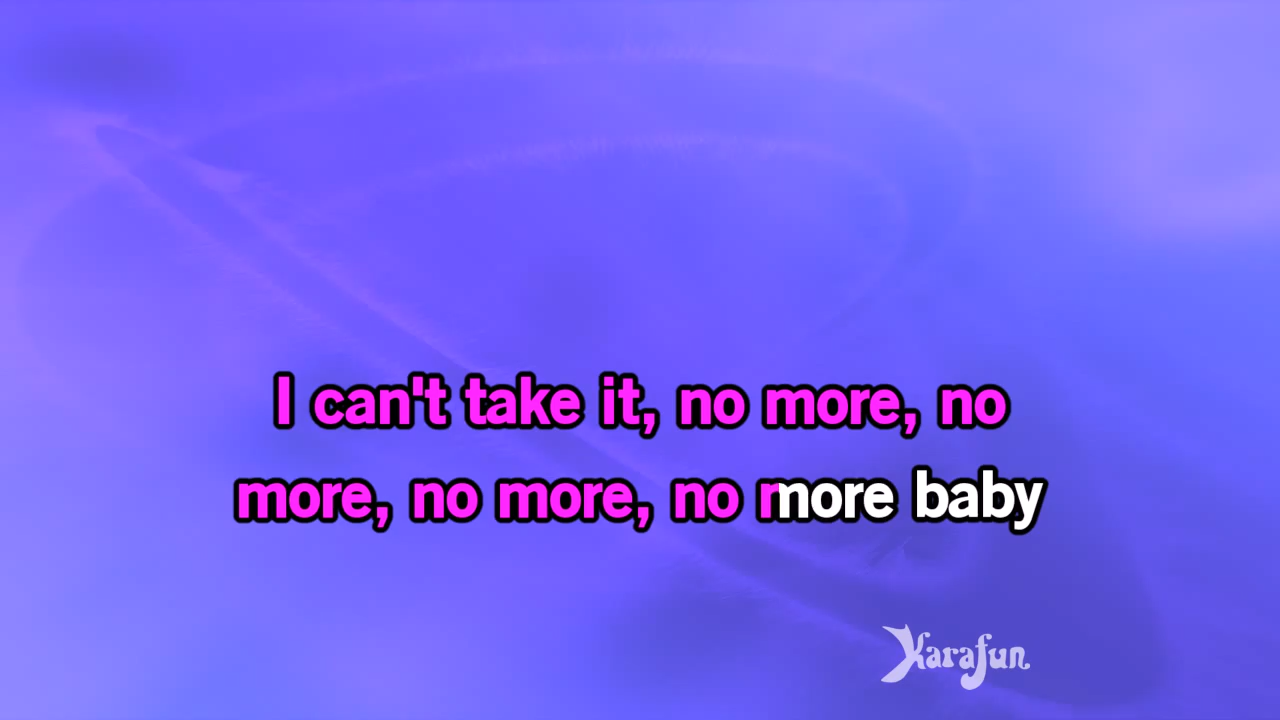 I can't take it, no more, no
more, no more, no more baby
Karafun